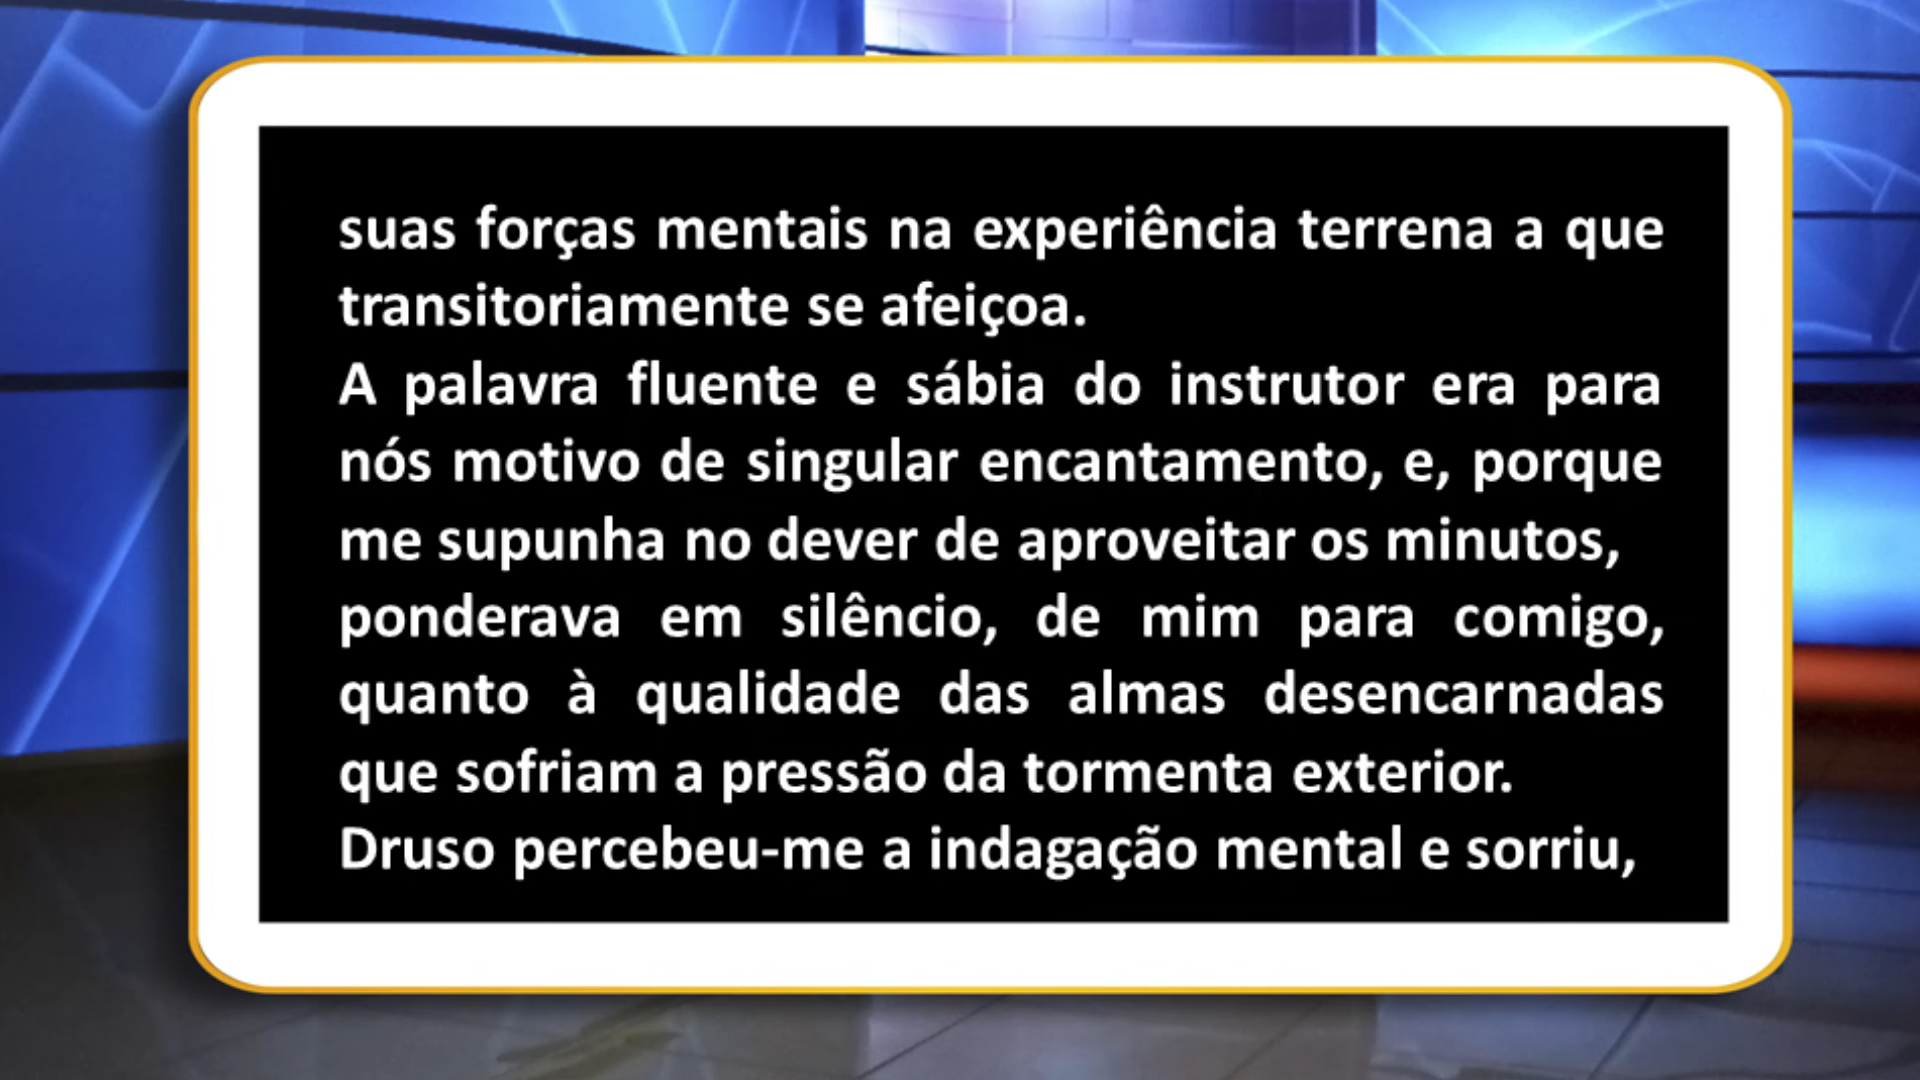 suas forças mentais na experiência terrena a que
transitoriamente se afeiçoa.
A palavra fluente e sábia do instrutor era para
nós motivo de singular encantamento, e, porque
me supunha no dever de aproveitar os minutos,
ponderava em silêncio, de mim para comigo,
quanto à qualidade das almas desencarnadas
que sofriam a pressão da tormenta exterior.
Druso percebeu-me a indagação mental e sorriu,